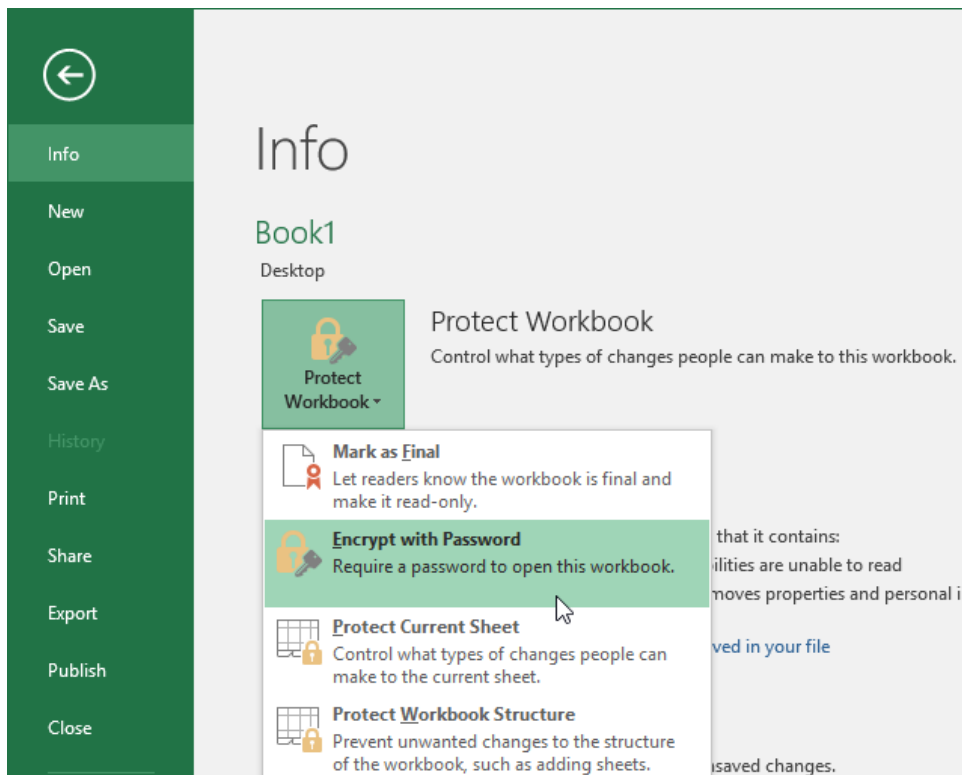 Info
New
Open
Save
Save As
History
Print
Share
Export
Publish
Close
Info
Book1
Desktop
Protect
Workbook
Protect Workbook
Control what types of changes people can make to this workbook.
Mark as Final
Let readers know the workbook is final and
make it read-only.
Encrypt with Password
Require a password to open this workbook.
Protect Current Sheet
Control what types of changes people can
make to the current sheet.
Protect Workbook Structure
Prevent unwanted changes to the structure
of the workbook, such as adding sheets.
that it contains:
ilities are unable to read
moves properties and personal i
ved in your file
saved changes.